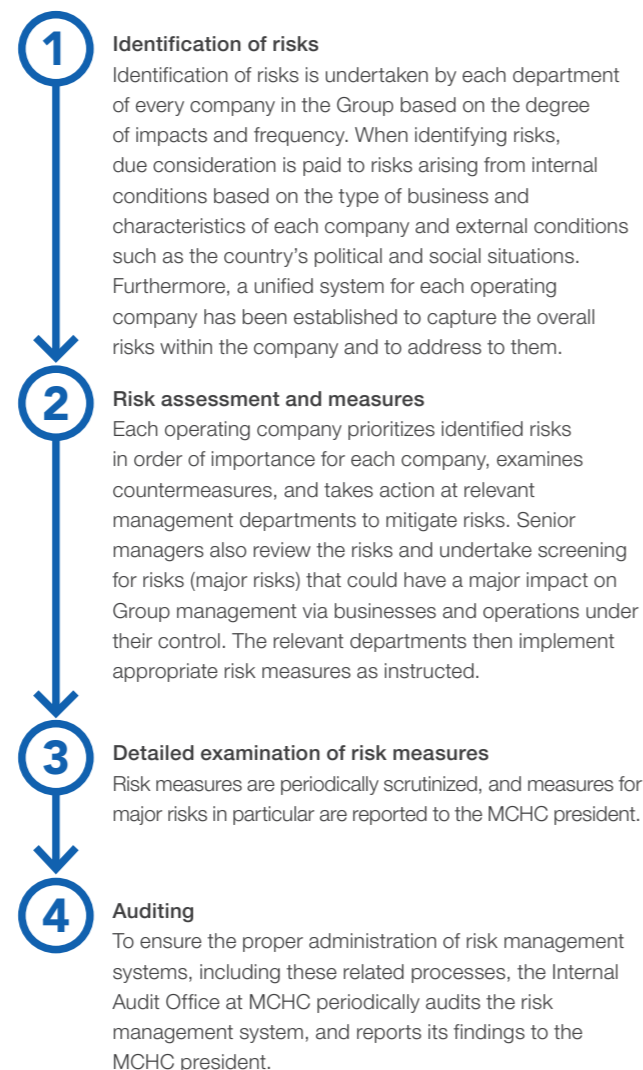 1
Identification of risks
Identification of risks is undertaken by each department
of every company in the Group based on the degree
of impacts and frequency. When identifying risks,
due consideration is paid to risks arising from internal
conditions based on the type of business and
characteristics of each company and external conditions
such as the country’s political and social situations.
Furthermore, a unified system for each operating
company has been established to capture the overall
risks within the company and to address to them.
2
Risk assessment and measures
Each operating company prioritizes identified risks
in order of importance for each company, examines
countermeasures, and takes action at relevant
management departments to mitigate risks. Senior
managers also review the risks and undertake screening
for risks (major risks) that could have a major impact on
Group management via businesses and operations under
their control. The relevant departments then implement
appropriate risk measures as instructed.
3
Detailed examination of risk measures
Risk measures are periodically scrutinized, and measures for
major risks in particular are reported to the MCHC president.
4
Auditing
To ensure the proper administration of risk management
systems, including these related processes, the Internal
Audit Office at MCHC periodically audits the risk
management system, and reports its findings to the
MCHC president.